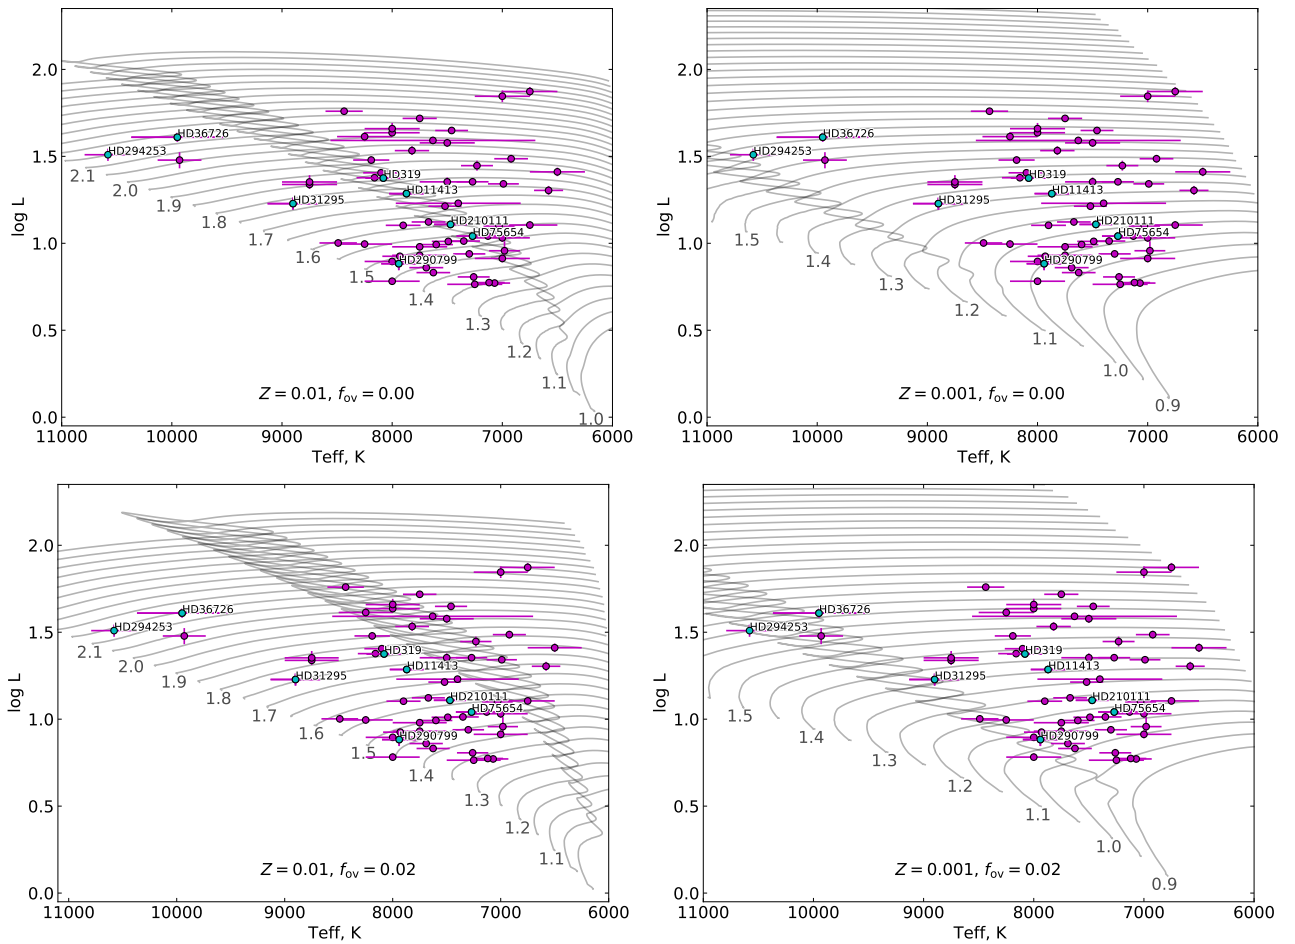 log L
2.0
1.5
1.0
0.5
0.0
HD36726
HD294253
HD319
HD11413
HD31295
HD210111
HD75654
HD290799
2.1
2.0
1.9
1.8
1.7
1.6
1.5
1.4
1.3
1.2
1.1
1.0
Z = 0.01, fov = 0.00
11000 10000 9000 8000 7000 6000
Teff, K
log L
2.0
1.5
1.0
0.5
0.0
HD36726
HD294253
HD319
HD11413
HD31295
HD210111
HD75654
HD290799
1.5
1.4
1.3
1.2
1.1
1.0
0.9
Z = 0.001, fov = 0.00
11000 10000 9000 8000 7000 6000
Teff, K
log L
2.0
1.5
1.0
0.5
0.0
HD36726
HD294253
HD319
HD11413
HD31295
HD210111
HD75654
HD290799
2.1
2.0
1.9
1.8
1.7
1.6
1.5
1.4
1.3
1.2
1.1
Z = 0.01, fov = 0.02
11000 10000 9000 8000 7000 6000
Teff, K
log L
2.0
1.5
1.0
0.5
0.0
HD36726
HD294253
HD319
HD11413
HD31295
HD210111
HD75654
HD290799
1.5
1.4
1.3
1.2
1.1
1.0
0.9
Z = 0.001, fov = 0.02
11000 10000 9000 8000 7000 6000
Teff, K